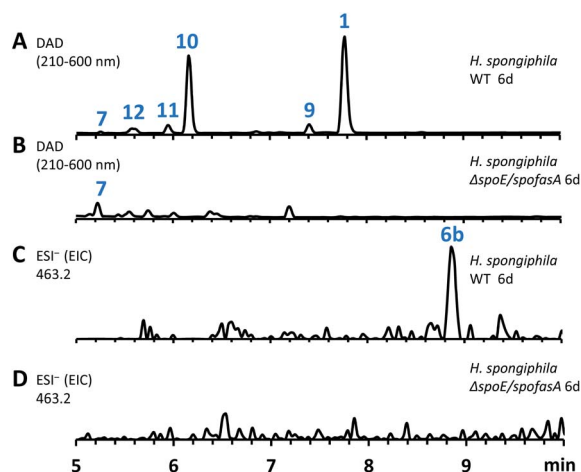 A
DAD
(210-600 nm)
7
12
11
10
9
1
H. spongiphila
WT 6d
B
DAD
(210-600 nm)
7
H. spongiphila
ΔspoE/spofasA 6d
C
ESI⁻ (EIC)
463.2
6b
H. spongiphila
WT 6d
D
ESI⁻ (EIC)
463.2
H. spongiphila
ΔspoE/spofasA 6d
5 6 7 8 9 min